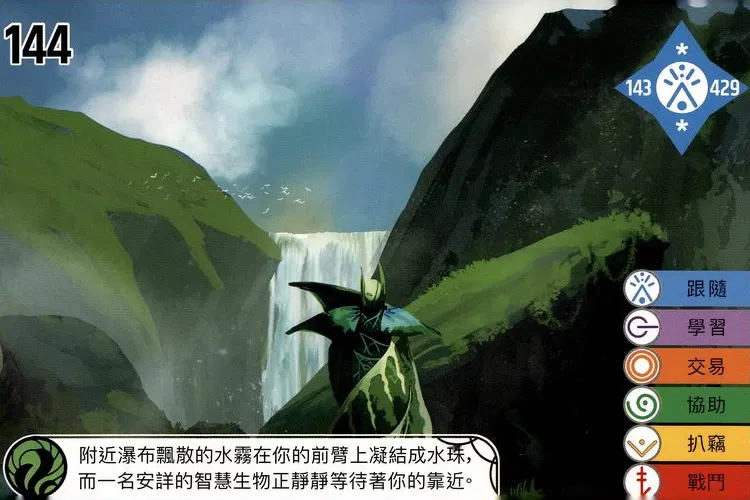 144
*
143 429
*
跟隨
學習
交易
協助
扒竊
戰鬥
附近瀑布飄散的水霧在你的前臂上凝結成水珠,
而一名安詳的智慧生物正靜靜等待著你的靠近。